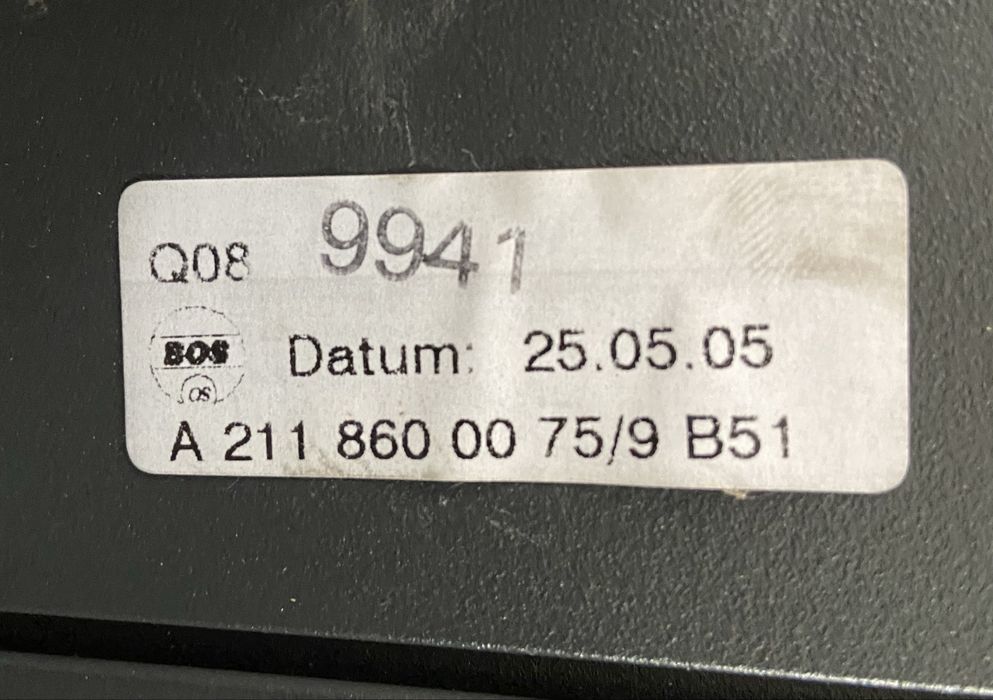 Q08 9941
BOS
Datum: 25.05.05
OS
A 211 860 00 75/9 B51